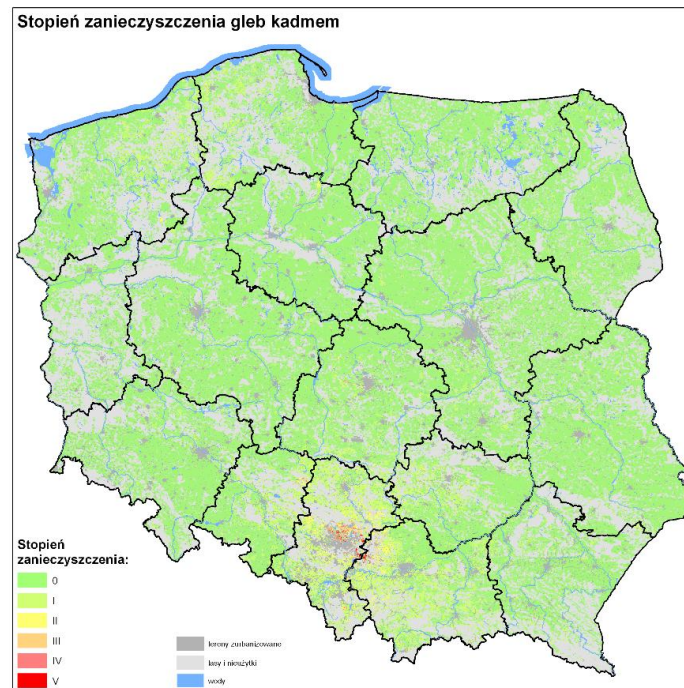 Stopień zanieczyszczenia gleb kadmem
Stopień
zanieczyszczenia:
0
I
II
III
IV
V
tereny zurbanizowane
lasy i nieużytki
wody